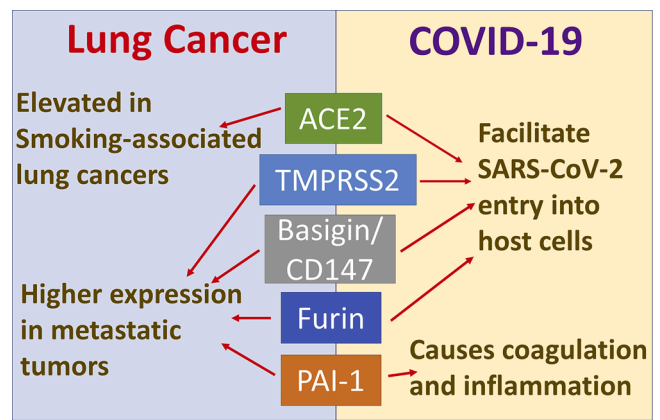 Lung Cancer
COVID-19
Elevated in
Smoking-associated
lung cancers
ACE2
TMPRSS2
Basigin/
CD147
Furin
PAI-1
Higher expression
in metastatic
tumors
Facilitate
SARS-CoV-2
entry into
host cells
Causes coagulation
and inflammation